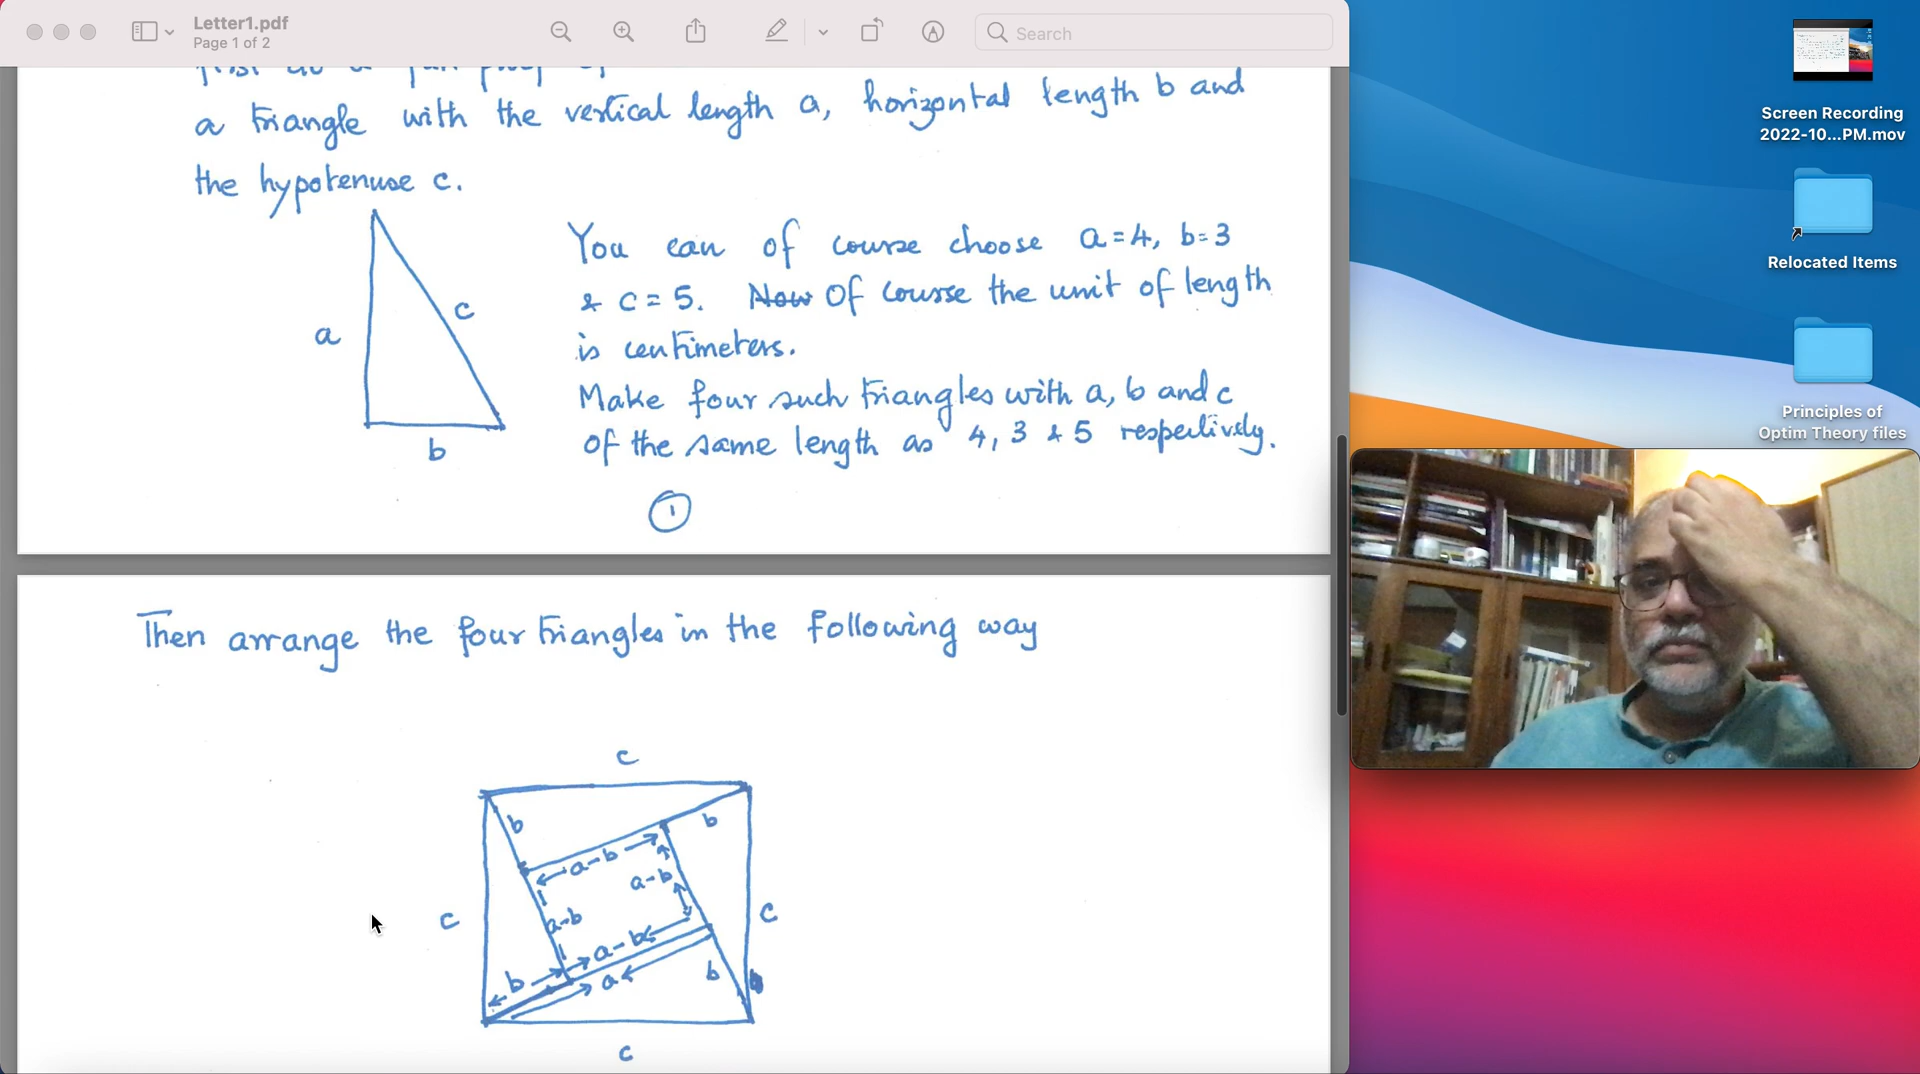 Letter1.pdf
Page 1 of 2
Search
a triangle with the vertical length a, horizontal length b and
the hypotenuse c.
a
c
b
You can of course choose a=4, b=3
& c=5. Now Of course the unit of length
is centimeters.
Make four such triangles with a, b and c
of the same length as 4, 3 & 5 respectively.
1
Then arrange the four triangles in the following way
c
b
b
a-b
a-b
c
a-b
c
a-b
b
a
b
c
Screen Recording
2022-10...PM.mov
Relocated Items
Principles of
Optim Theory files